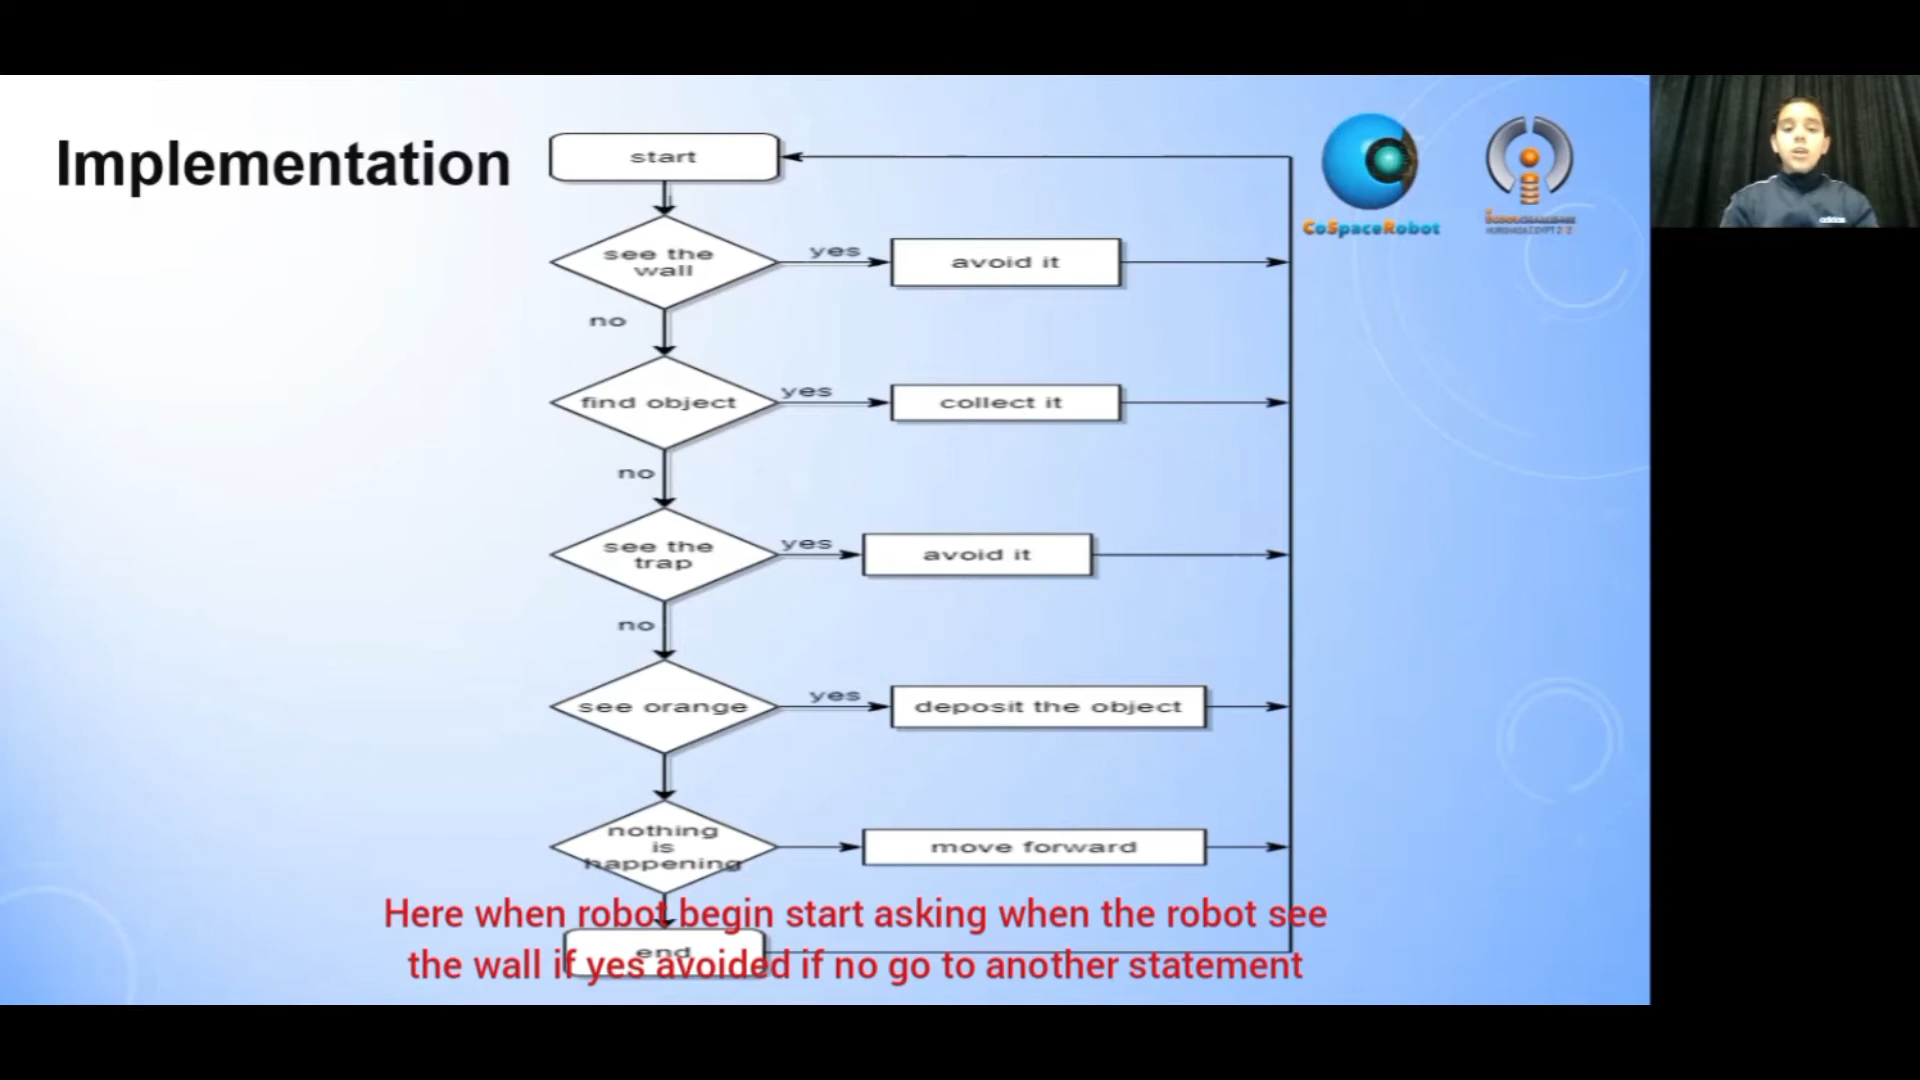 Implementation
start
see the
wall
yes
avoid it
no
find object
yes
collect it
no
see the
trap
yes
avoid it
no
see orange
yes
deposit the object
nothing
is
happening
move forward
end
CoSpaceRobot
adidas
Here when robot begin start asking when the robot see
the wall if yes avoided if no go to another statement